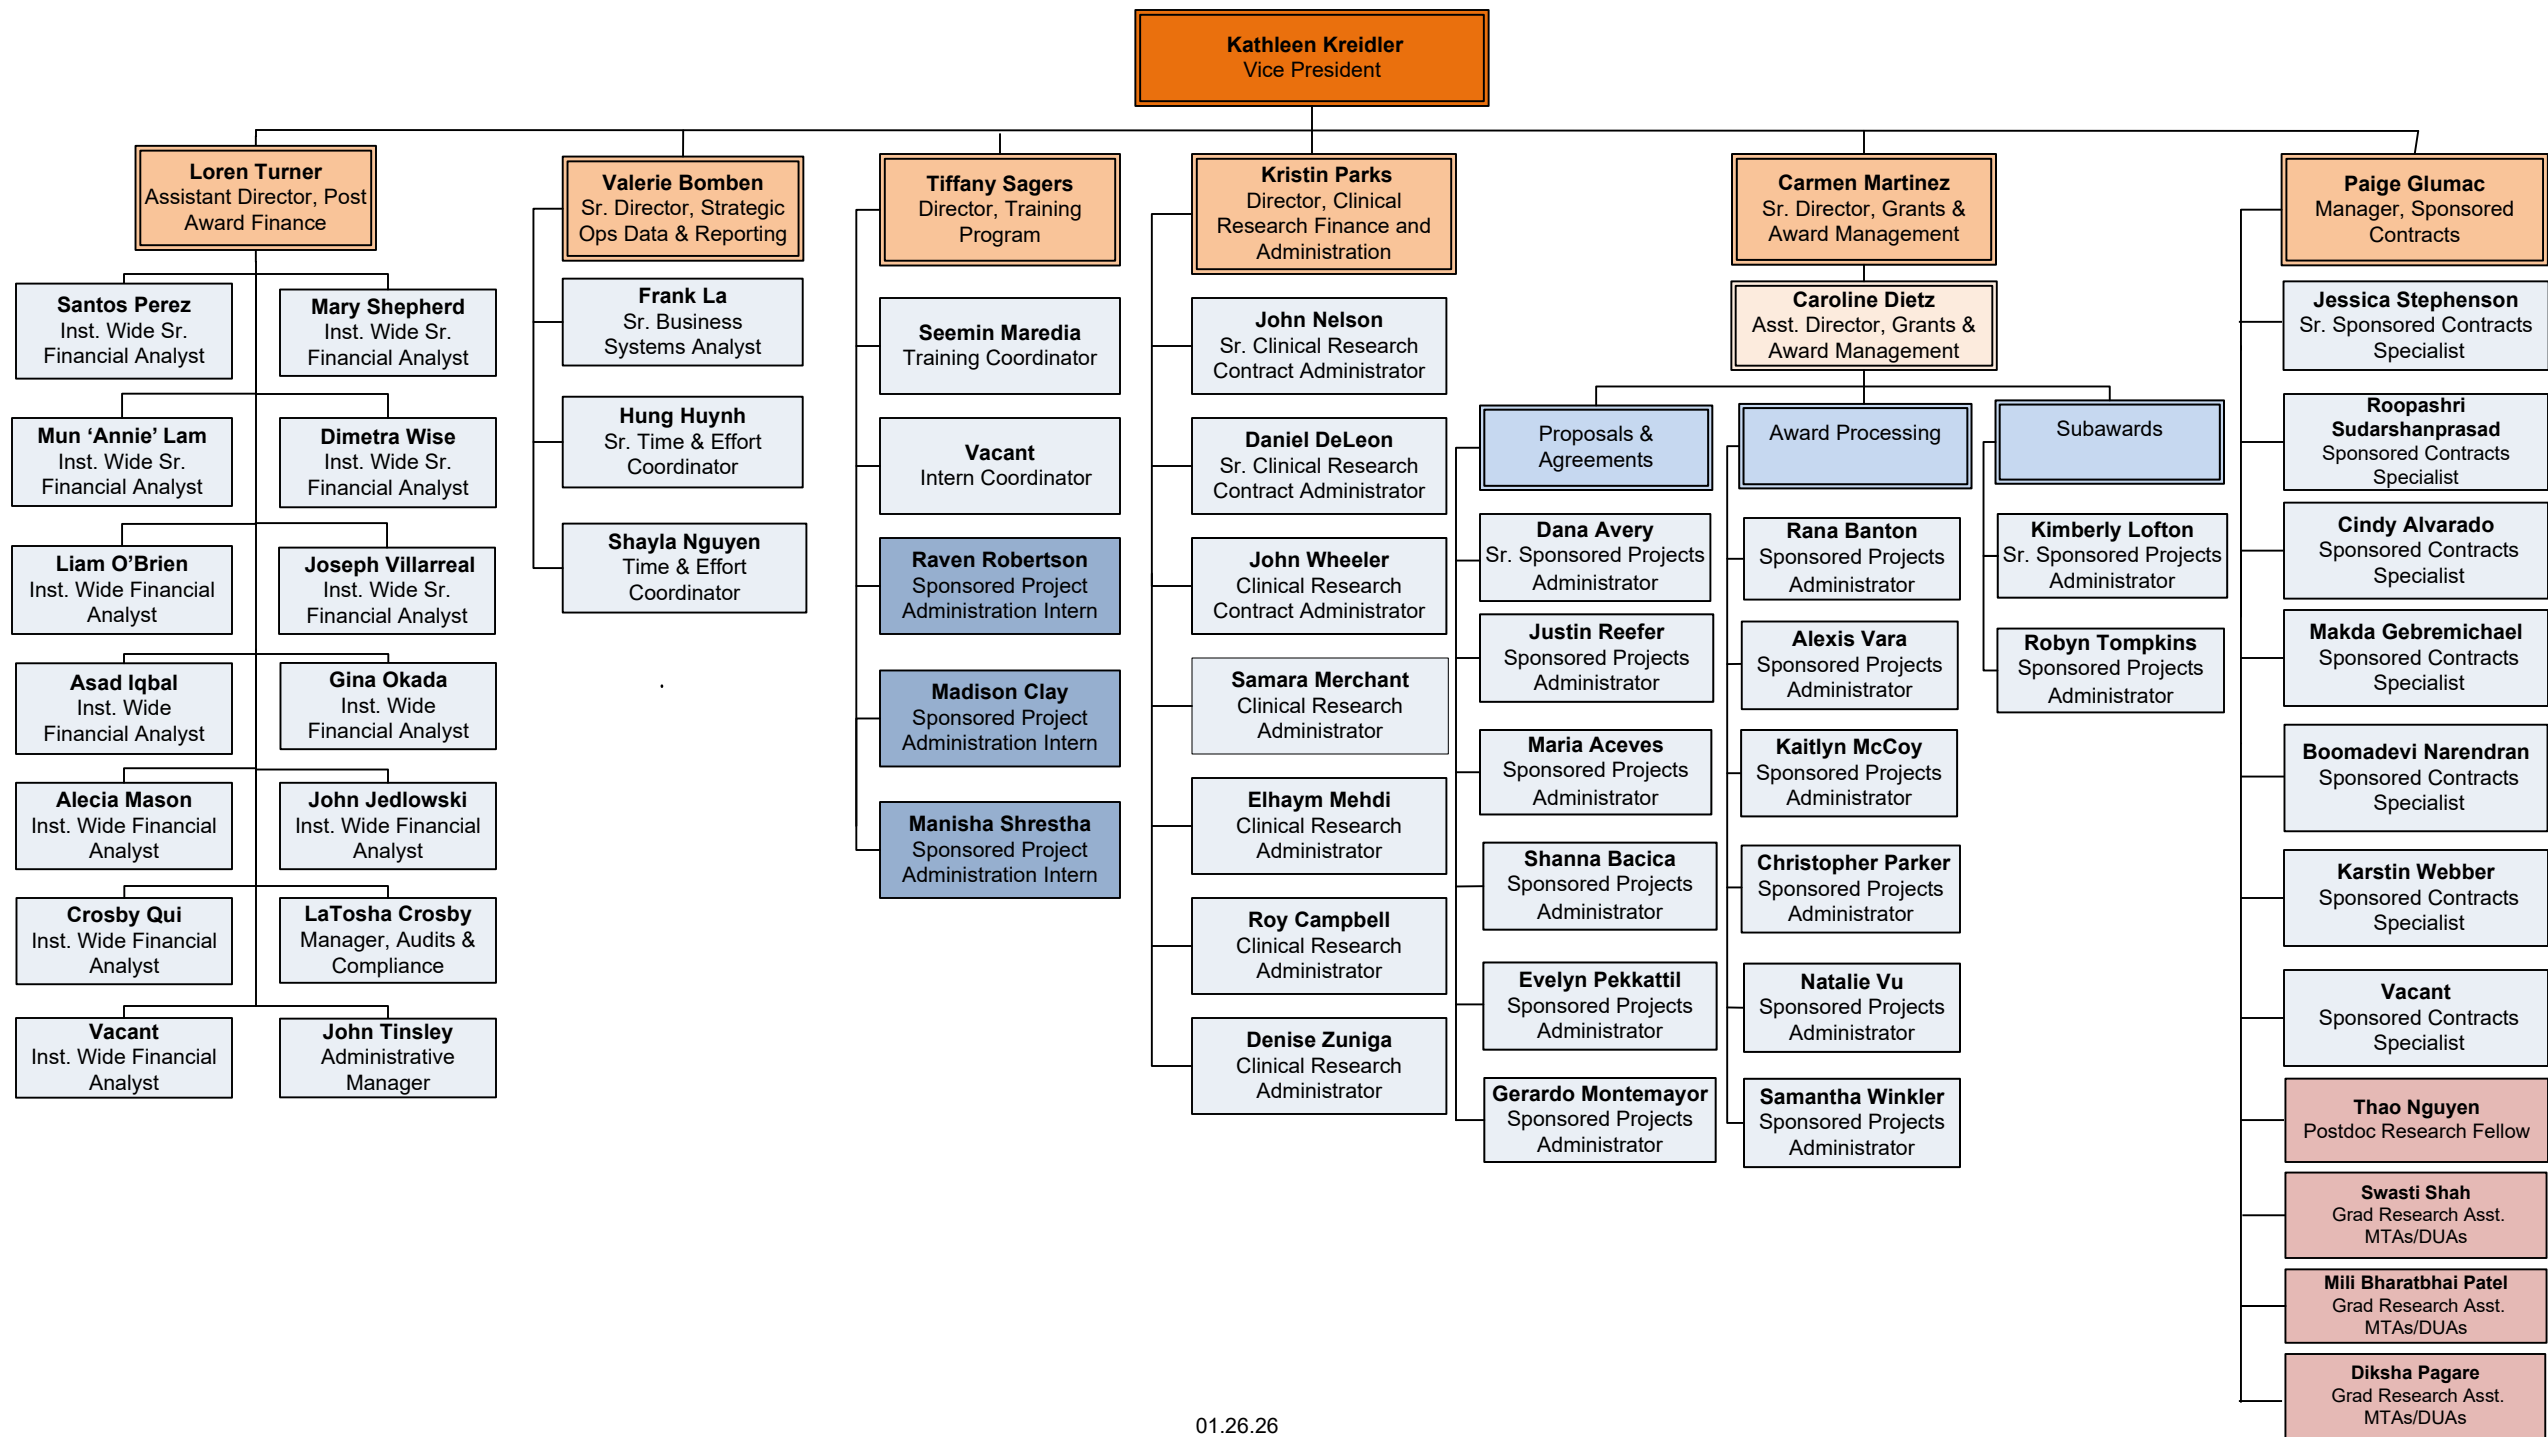 Kathleen Kreidler
Vice President
Loren Turner
Assistant Director, Post
Award Finance
Santos Perez
Inst. Wide Sr.
Financial Analyst
Mary Shepherd
Inst. Wide Sr.
Financial Analyst
Mun ‘Annie’ Lam
Inst. Wide Sr.
Financial Analyst
Dimetra Wise
Inst. Wide Sr.
Financial Analyst
Liam O’Brien
Inst. Wide Financial
Analyst
Joseph Villarreal
Inst. Wide Sr.
Financial Analyst
Asad Iqbal
Inst. Wide
Financial Analyst
Gina Okada
Inst. Wide
Financial Analyst
Alecia Mason
Inst. Wide Financial
Analyst
John Jedlowski
Inst. Wide Financial
Analyst
Crosby Qui
Inst. Wide Financial
Analyst
LaTosha Crosby
Manager, Audits &
Compliance
Vacant
Inst. Wide Financial
Analyst
John Tinsley
Administrative
Manager
Valerie Bomben
Sr. Director, Strategic
Ops Data & Reporting
Frank La
Sr. Business
Systems Analyst
Hung Huynh
Sr. Time & Effort
Coordinator
Shayla Nguyen
Time & Effort
Coordinator
.
Tiffany Sagers
Director, Training
Program
Seemin Maredia
Training Coordinator
Vacant
Intern Coordinator
Raven Robertson
Sponsored Project
Administration Intern
Madison Clay
Sponsored Project
Administration Intern
Manisha Shrestha
Sponsored Project
Administration Intern
Kristin Parks
Director, Clinical
Research Finance and
Administration
John Nelson
Sr. Clinical Research
Contract Administrator
Daniel DeLeon
Sr. Clinical Research
Contract Administrator
John Wheeler
Clinical Research
Contract Administrator
Samara Merchant
Clinical Research
Administrator
Elhaym Mehdi
Clinical Research
Administrator
Roy Campbell
Clinical Research
Administrator
Denise Zuniga
Clinical Research
Administrator
Carmen Martinez
Sr. Director, Grants &
Award Management
Caroline Dietz
Asst. Director, Grants &
Award Management
Proposals &
Agreements
Dana Avery
Sr. Sponsored Projects
Administrator
Justin Reefer
Sponsored Projects
Administrator
Maria Aceves
Sponsored Projects
Administrator
Shanna Bacica
Sponsored Projects
Administrator
Evelyn Pekkattil
Sponsored Projects
Administrator
Gerardo Montemayor
Sponsored Projects
Administrator
Award Processing
Rana Banton
Sponsored Projects
Administrator
Alexis Vara
Sponsored Projects
Administrator
Kaitlyn McCoy
Sponsored Projects
Administrator
Christopher Parker
Sponsored Projects
Administrator
Natalie Vu
Sponsored Projects
Administrator
Samantha Winkler
Sponsored Projects
Administrator
Subawards
Kimberly Lofton
Sr. Sponsored Projects
Administrator
Robyn Tompkins
Sponsored Projects
Administrator
Paige Glumac
Manager, Sponsored
Contracts
Jessica Stephenson
Sr. Sponsored Contracts
Specialist
Roopashri
Sudarshanprasad
Sponsored Contracts
Specialist
Cindy Alvarado
Sponsored Contracts
Specialist
Makda Gebremichael
Sponsored Contracts
Specialist
Boomadevi Narendran
Sponsored Contracts
Specialist
Karstin Webber
Sponsored Contracts
Specialist
Vacant
Sponsored Contracts
Specialist
Thao Nguyen
Postdoc Research Fellow
Swasti Shah
Grad Research Asst.
MTAs/DUAs
Mili Bharatbhai Patel
Grad Research Asst.
MTAs/DUAs
Diksha Pagare
Grad Research Asst.
MTAs/DUAs
01.26.26